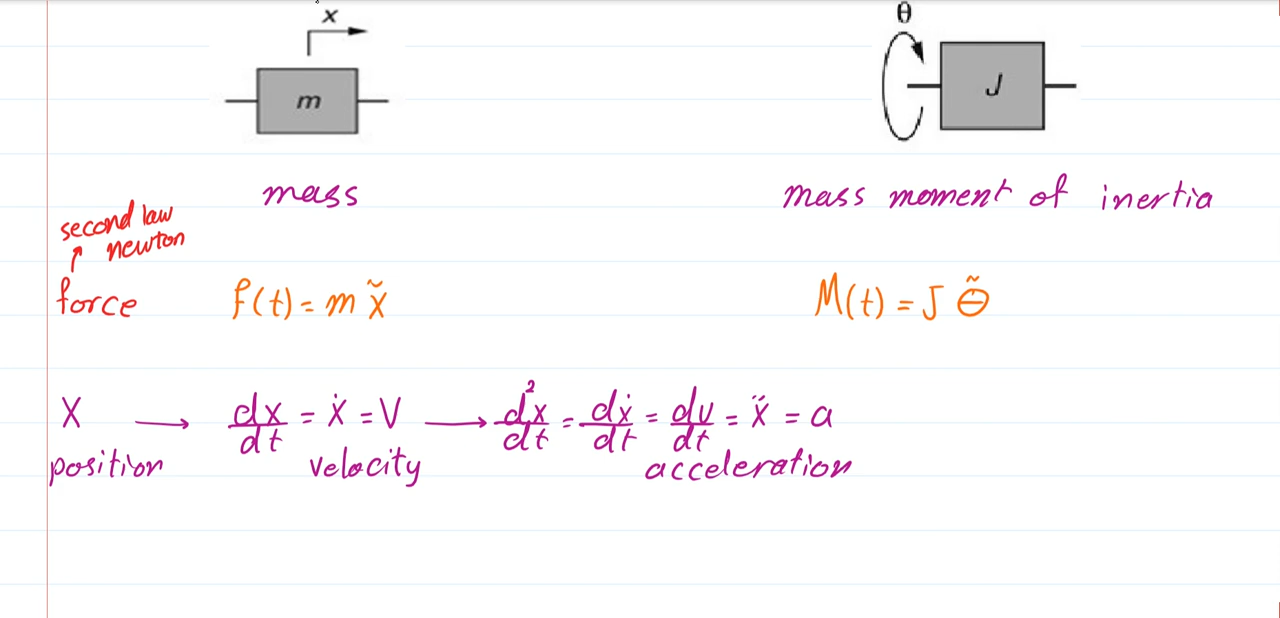 x
θ
m
J
mass
mass moment of inertia
second law
newton
force
f(t) = m ẍ
M(t) = J θ̈
X → dx/dt = ẋ = V → d²x/dt = dẋ/dt = dv/dt = ẍ = a
position
velocity
acceleration